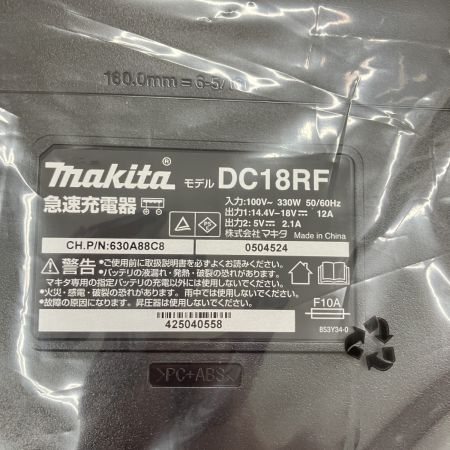 160.0mm = 6-5/16
makita® モデル DC18RF
急速充電器
入力:100V~ 330W 50/60Hz
出力1:14.4V⎓18V⎓ 12A
出力2:5V⎓ 2.1A
株式会社マキタ Made in China
CH.P/N:630A88C8
0504524
警告 ●ご使用前に取扱説明書を必ずよくお読みください。
●バッテリの液漏れ・発熱・破裂の恐れがありますので、
マキタ専用の指定バッテリの充電以外には使用しないでください。
●火災・感電・破裂の恐れがあります。雨中では使用しないでください。
●故障の原因になります。昇圧器は使用しないでください。
F10A
425040558
853Y34-0
>PC+ABS<